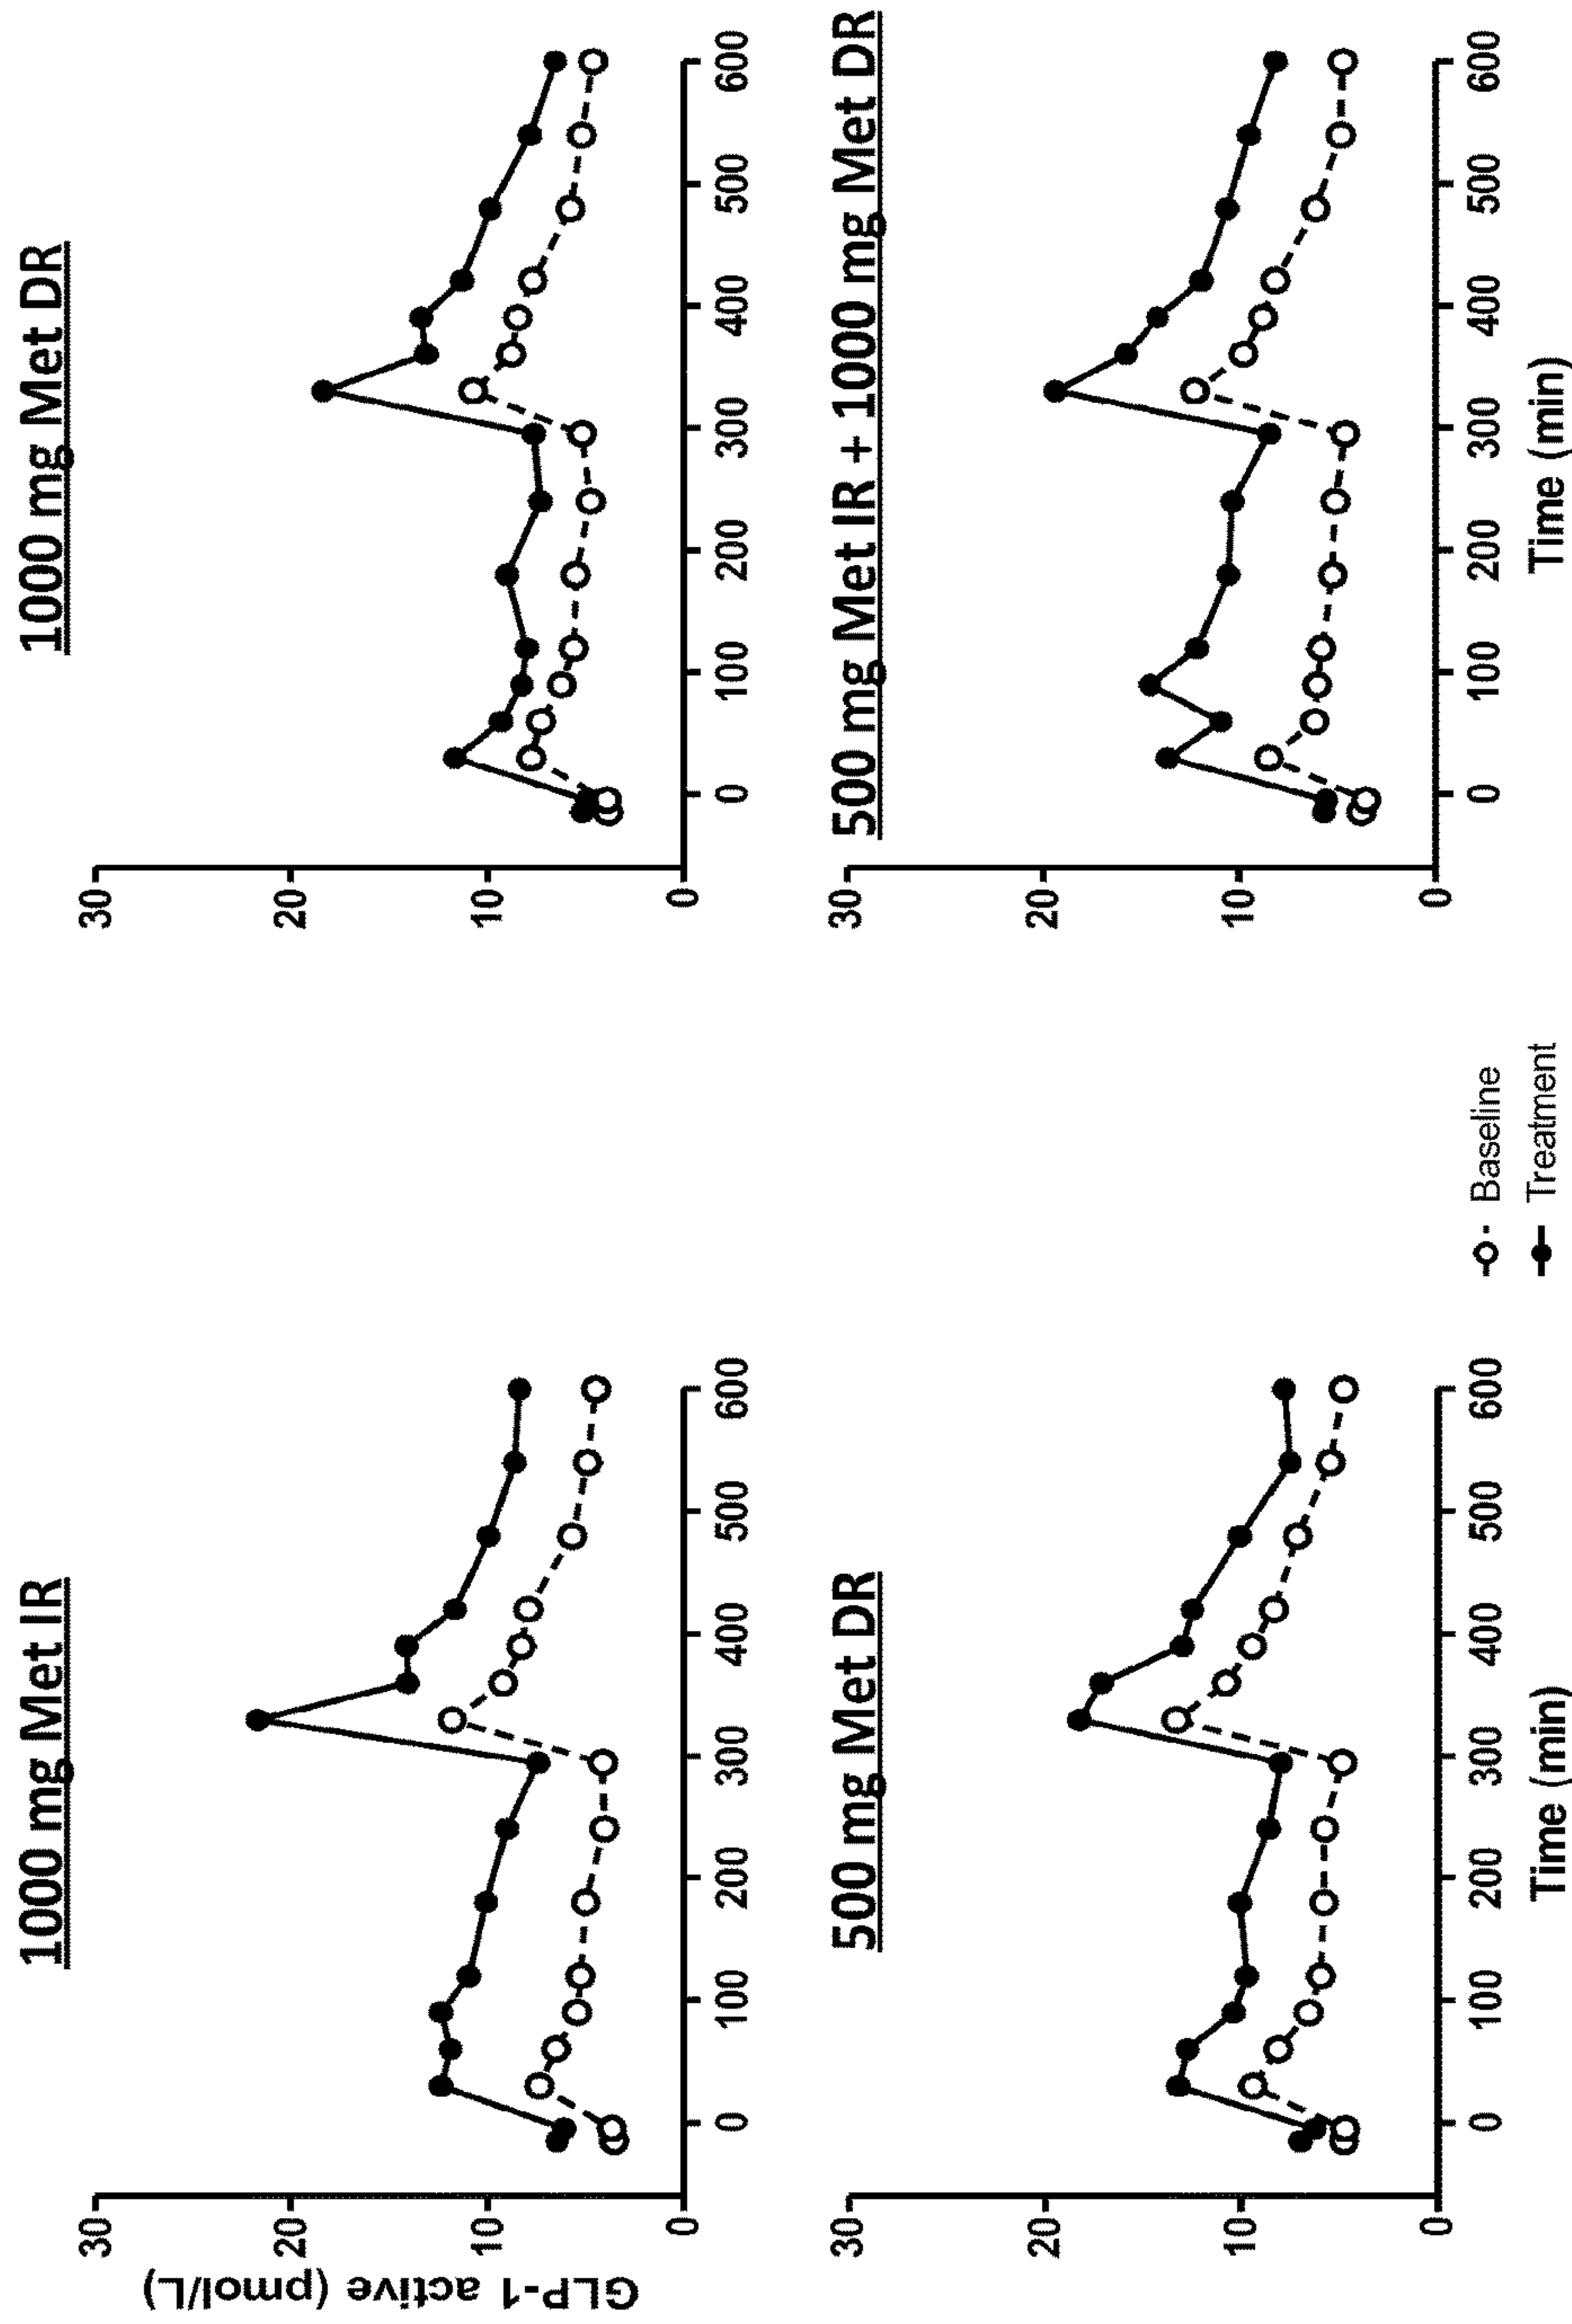 1000 mg Met IR
GLP-1 active (pmol/L)
30
20
10
0
0 100 200 300 400 500 600
1000 mg Met DR
30
20
10
0
0 100 200 300 400 500 600
500 mg Met DR
30
20
10
0
0 100 200 300 400 500 600
Time (min)
Baseline
Treatment
500 mg Met IR + 1000 mg Met DR
30
20
10
0
0 100 200 300 400 500 600
Time (min)